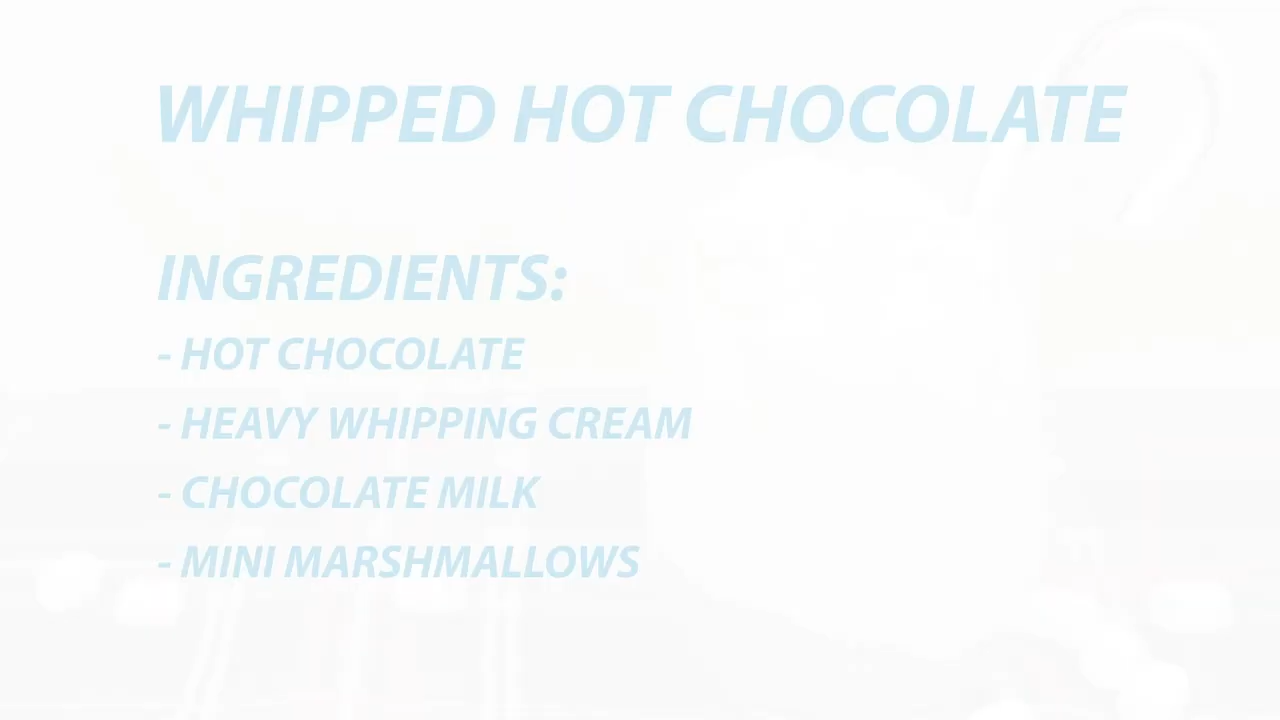 WHIPPED HOT CHOCOLATE
INGREDIENTS:
- HOT CHOCOLATE
- HEAVY WHIPPING CREAM
- CHOCOLATE MILK
- MINI MARSHMALLOWS